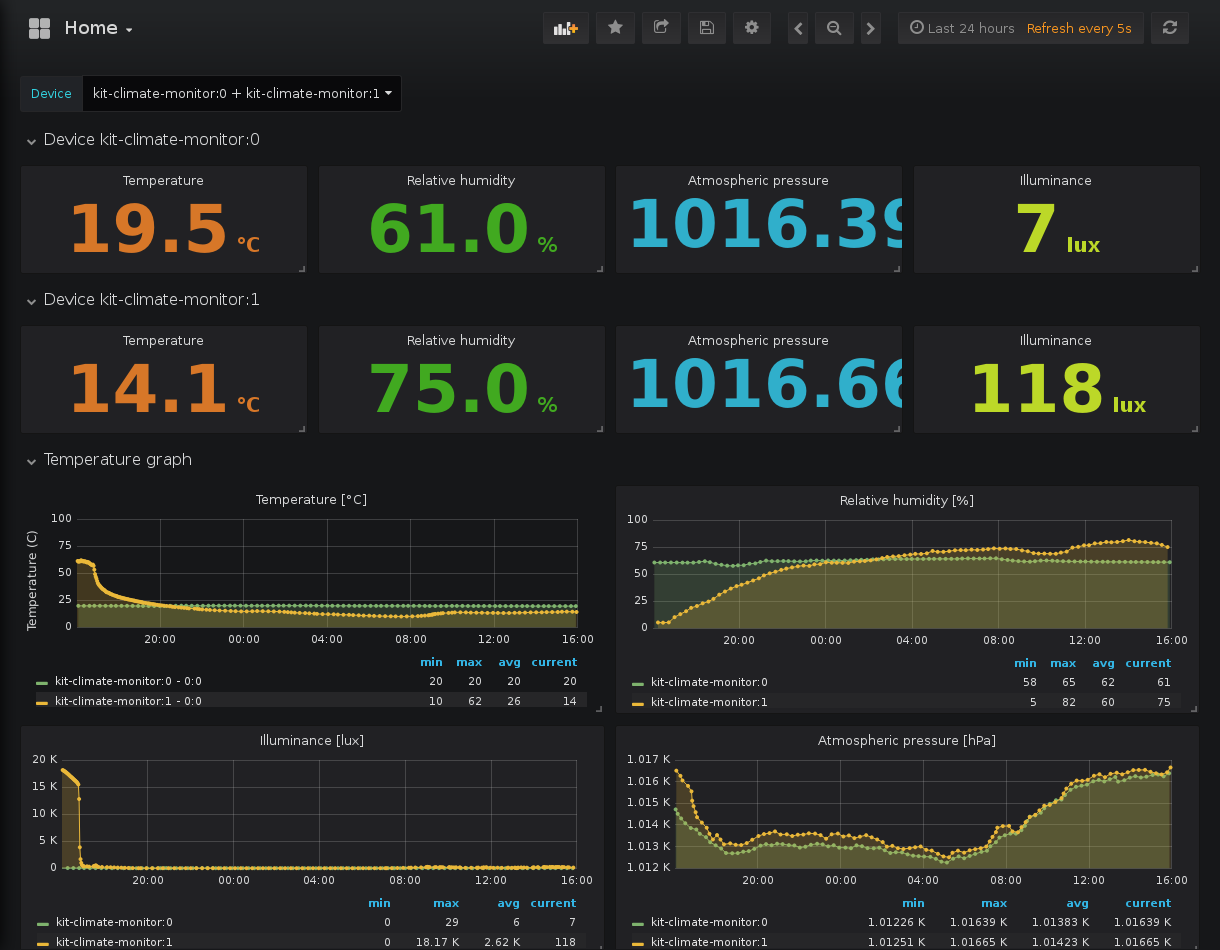 Home
Last 24 hours Refresh every 5s
Device kit-climate-monitor:0 + kit-climate-monitor:1
Device kit-climate-monitor:0
Temperature Relative humidity Atmospheric pressure Illuminance
19.5 °C 61.0 % 1016.39 7 lux
Device kit-climate-monitor:1
Temperature Relative humidity Atmospheric pressure Illuminance
14.1 °C 75.0 % 1016.66 118 lux
Temperature graph
Temperature [°C]
Temperature (C)
100
75
50
25
0
20:00 00:00 04:00 08:00 12:00 16:00
min max avg current
kit-climate-monitor:0 - 0:0 20 20 20 20
kit-climate-monitor:1 - 0:0 10 62 26 14
Relative humidity [%]
100
75
50
25
0
20:00 00:00 04:00 08:00 12:00 16:00
min max avg current
kit-climate-monitor:0 58 65 62 61
kit-climate-monitor:1 5 82 60 75
Illuminance [lux]
20 K
15 K
10 K
5 K
0
20:00 00:00 04:00 08:00 12:00 16:00
min max avg current
kit-climate-monitor:0 0 29 6 7
kit-climate-monitor:1 0 18.17 K 2.62 K 118
Atmospheric pressure [hPa]
1.017 K
1.016 K
1.015 K
1.014 K
1.013 K
1.012 K
20:00 00:00 04:00 08:00 12:00 16:00
min max avg current
kit-climate-monitor:0 1.01226 K 1.01639 K 1.01383 K 1.01639 K
kit-climate-monitor:1 1.01251 K 1.01665 K 1.01423 K 1.01665 K